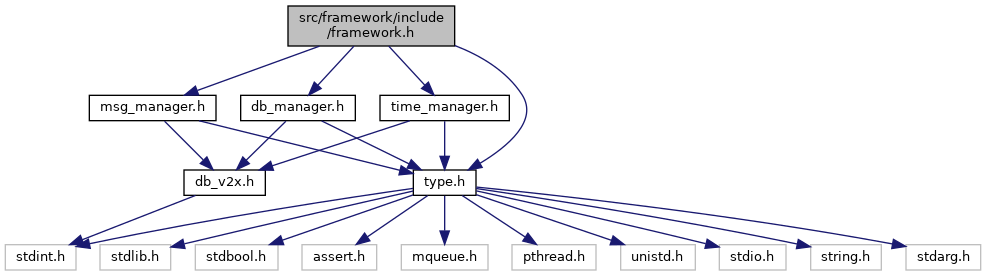 src/framework/include
/framework.h
msg_manager.h
db_manager.h
time_manager.h
db_v2x.h
type.h
stdint.h
stdlib.h
stdbool.h
assert.h
mqueue.h
pthread.h
unistd.h
stdio.h
string.h
stdarg.h